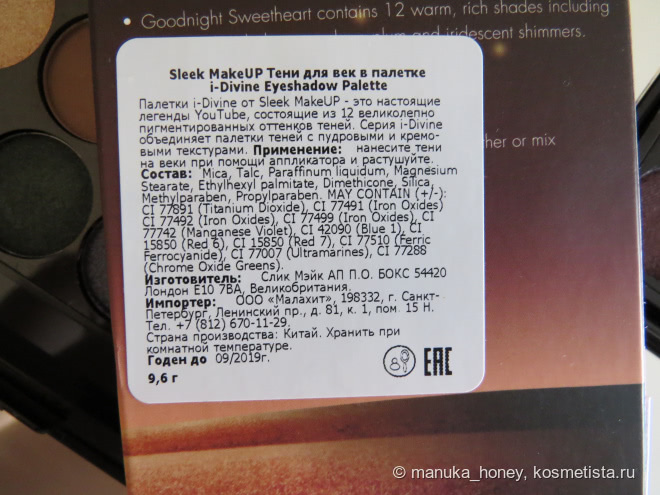 • Goodnight Sweetheart contains 12 warm, rich shades including
and iridescent shimmers.
her or mix
Sleek MakeUP Тени для век в палетке
i-Divine Eyeshadow Palette
Палетки i-Divine от Sleek MakeUP - это настоящие
легенды YouTube, состоящие из 12 великолепно
пигментированных оттенков теней. Серия i-Divine
объединяет палетки теней с пудровыми и кремо-
выми текстурами. Применение: нанесите тени
на веки при помощи аппликатора и растушуйте.
Состав: Mica, Talc, Paraffinum liquidum, Magnesium
Stearate, Ethylhexyl palmitate, Dimethicone, Silica,
Methylparaben, Propylparaben. MAY CONTAIN (+/-):
CI 77891 (Titanium Dioxide), CI 77491 (Iron Oxides)
CI 77492 (Iron Oxides), CI 77499 (Iron Oxides), CI
77742 (Manganese Violet), CI 42090 (Blue 1), CI
15850 (Red 6), CI 15850 (Red 7), CI 77510 (Ferric
Ferrocyanide), CI 77007 (Ultramarines), CI 77288
(Chrome Oxide Greens).
Изготовитель: Слик Мэйк АП П.О. БОКС 54420
Лондон E10 7BA, Великобритания.
Импортер: ООО «Малахит», 198332, г. Санкт-
Петербург, Ленинский пр., д. 81, к. 1, пом. 15 Н.
Тел. +7 (812) 670-11-29.
Страна производства: Китай. Хранить при
комнатной температуре.
Годен до 09/2019г.
9,6 г
EAC
© manuka_honey, kosmetista.ru